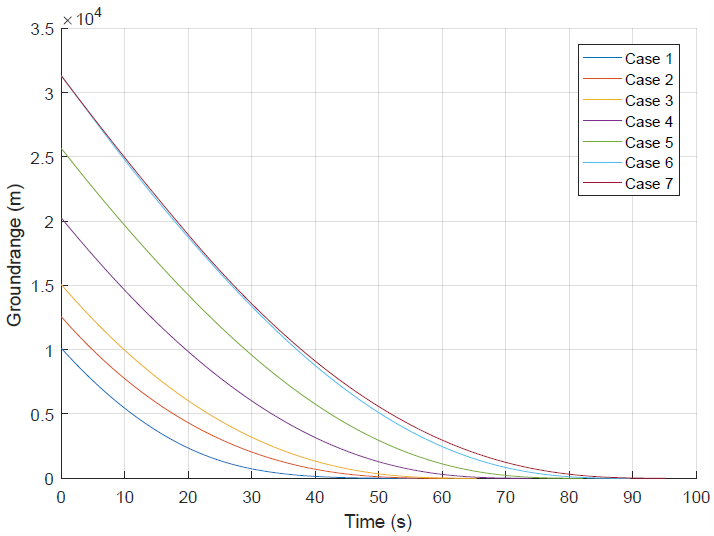 ×10⁴
3.5
3
2.5
2
1.5
1
0.5
0
Groundrange (m)
0 10 20 30 40 50 60 70 80 90 100
Time (s)
Case 1
Case 2
Case 3
Case 4
Case 5
Case 6
Case 7